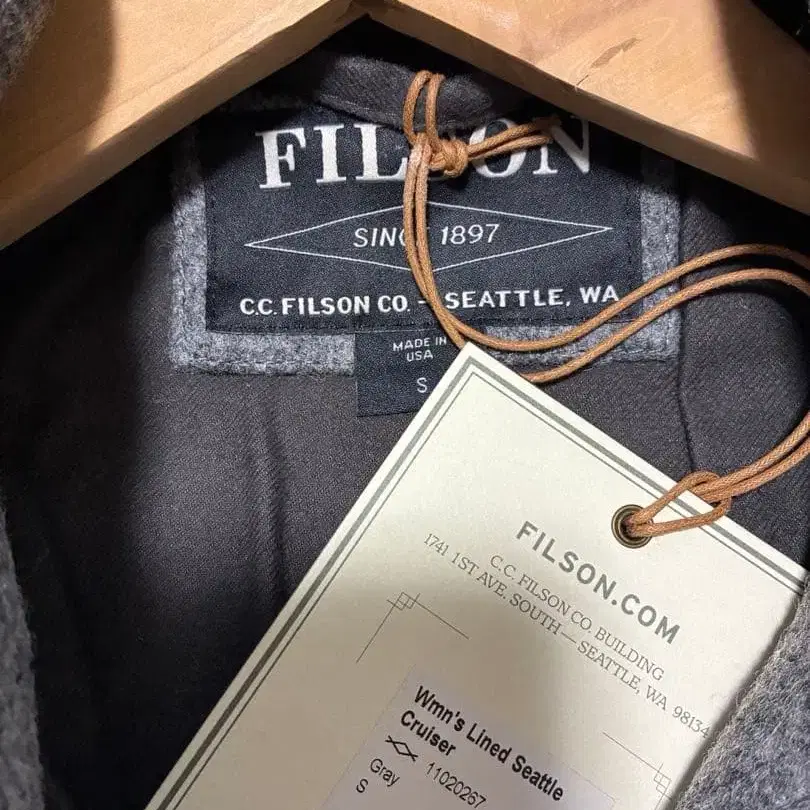 FILSON
SINCE 1897
C.C. FILSON CO. - SEATTLE, WA
MADE IN
USA
S
FILSON.COM
C.C. FILSON CO. BUILDING
1741 1ST AVE. SOUTH — SEATTLE, WA 98134
Wmn's Lined Seattle
Cruiser
11020267
Gray
S